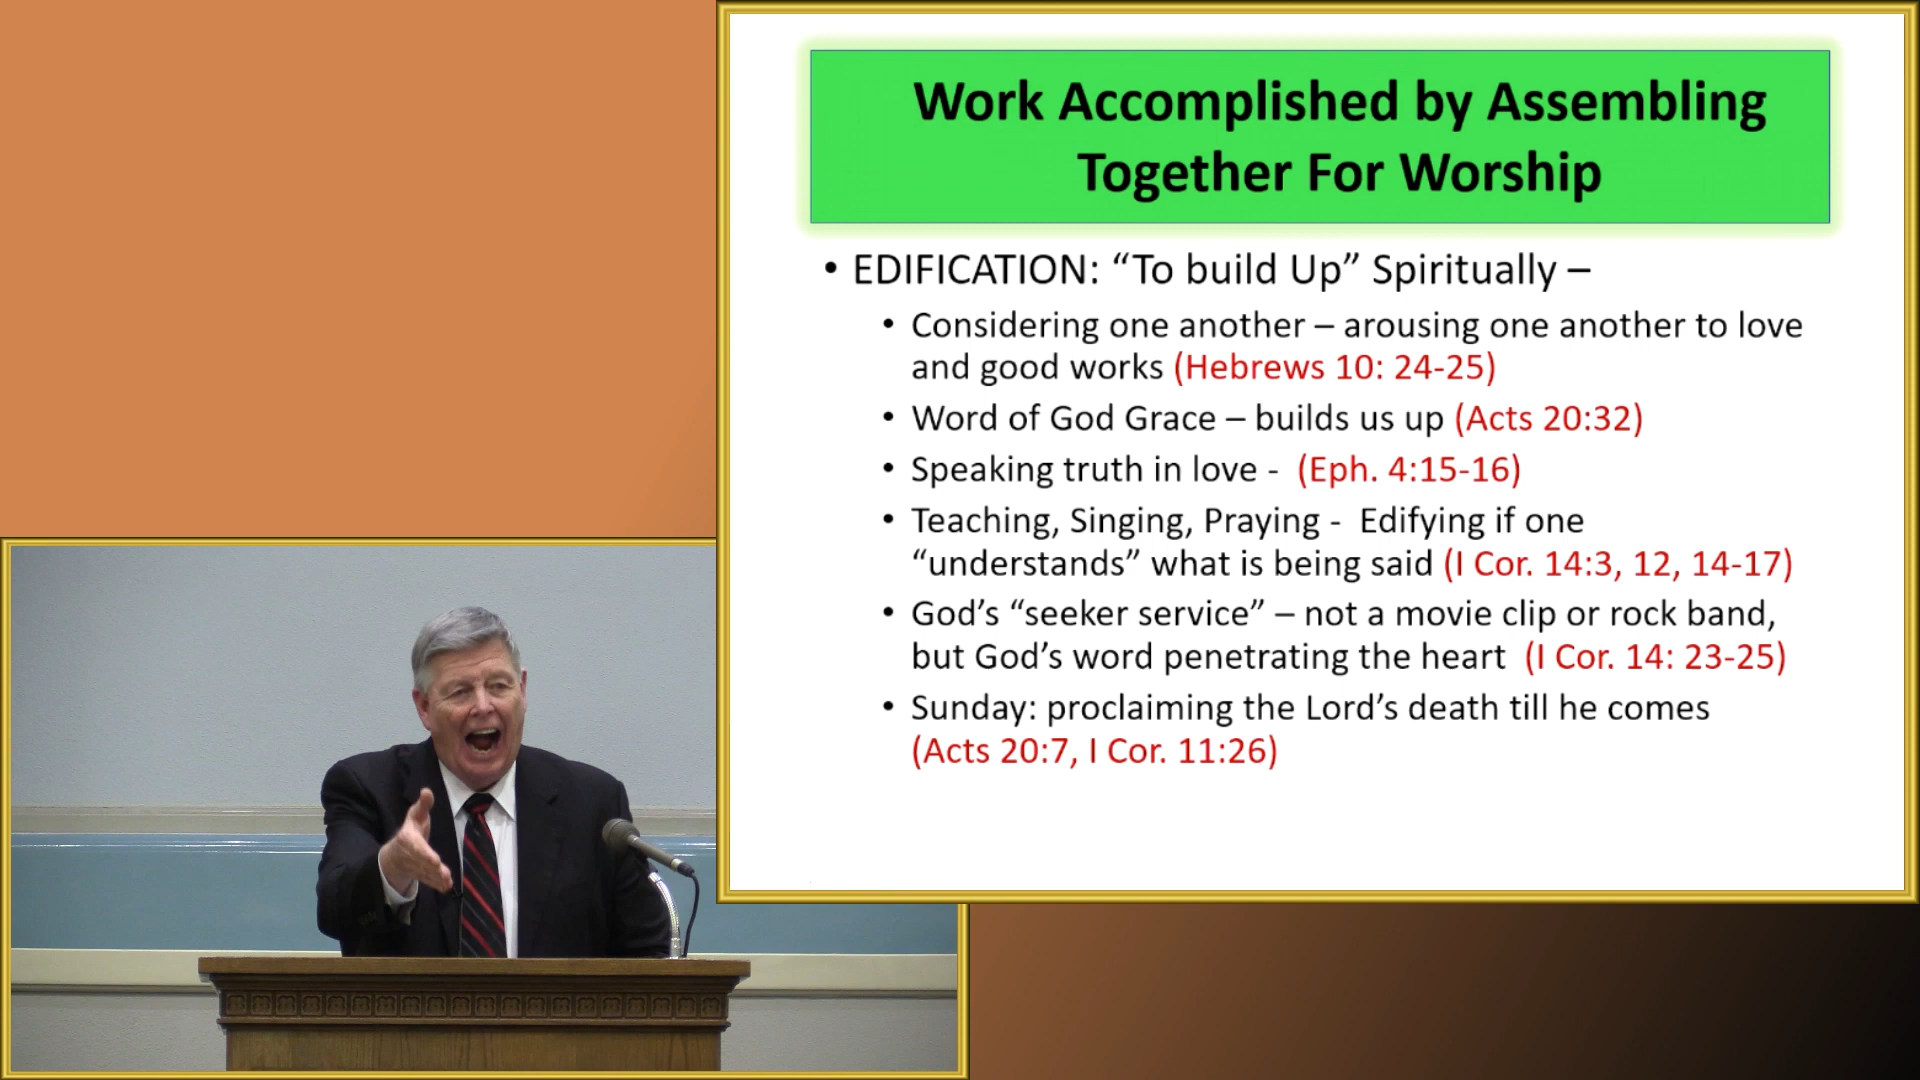 Work Accomplished by Assembling
Together For Worship
• EDIFICATION: “To build Up” Spiritually –
• Considering one another – arousing one another to love
and good works (Hebrews 10: 24-25)
• Word of God Grace – builds us up (Acts 20:32)
• Speaking truth in love - (Eph. 4:15-16)
• Teaching, Singing, Praying - Edifying if one
“understands” what is being said (I Cor. 14:3, 12, 14-17)
• God’s “seeker service” – not a movie clip or rock band,
but God’s word penetrating the heart (I Cor. 14: 23-25)
• Sunday: proclaiming the Lord’s death till he comes
(Acts 20:7, I Cor. 11:26)